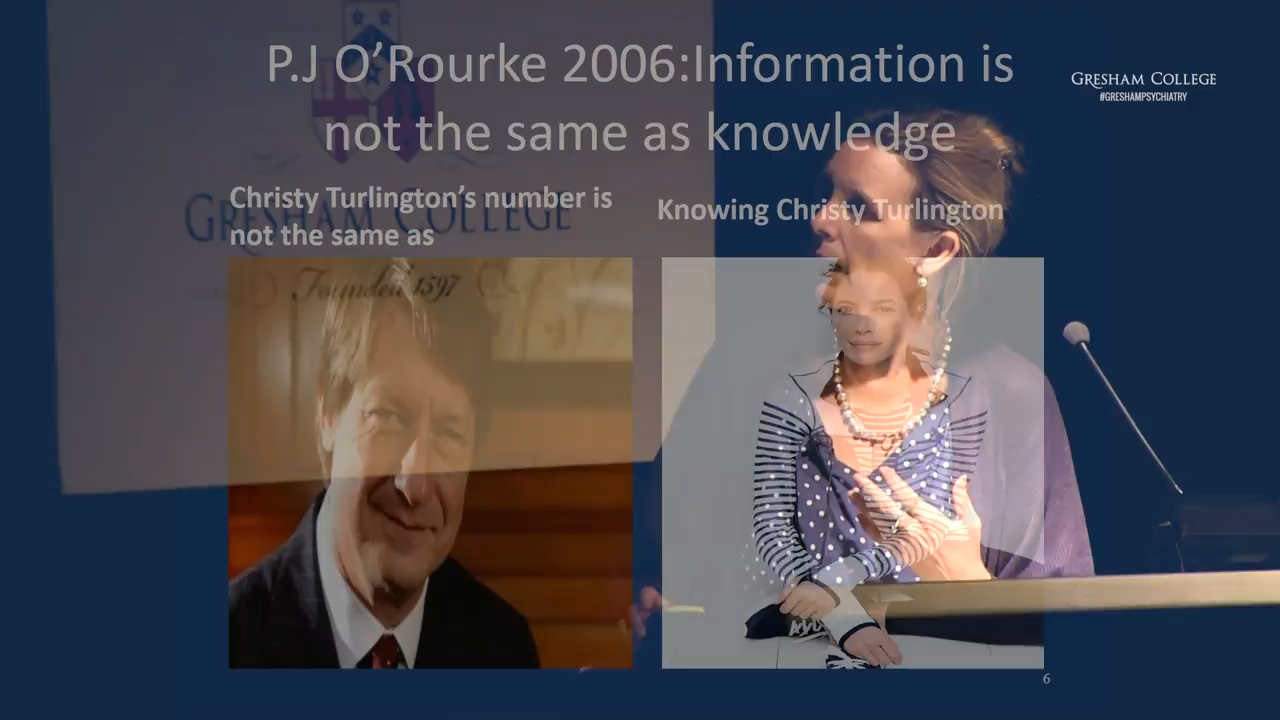 P.J O’Rourke 2006:Information is
not the same as knowledge
GRESHAM COLLEGE
#GRESHAMPSYCHIATRY
Christy Turlington’s number is
not the same as
Knowing Christy Turlington
GRESHAM COLLEGE
Founded 1597
6